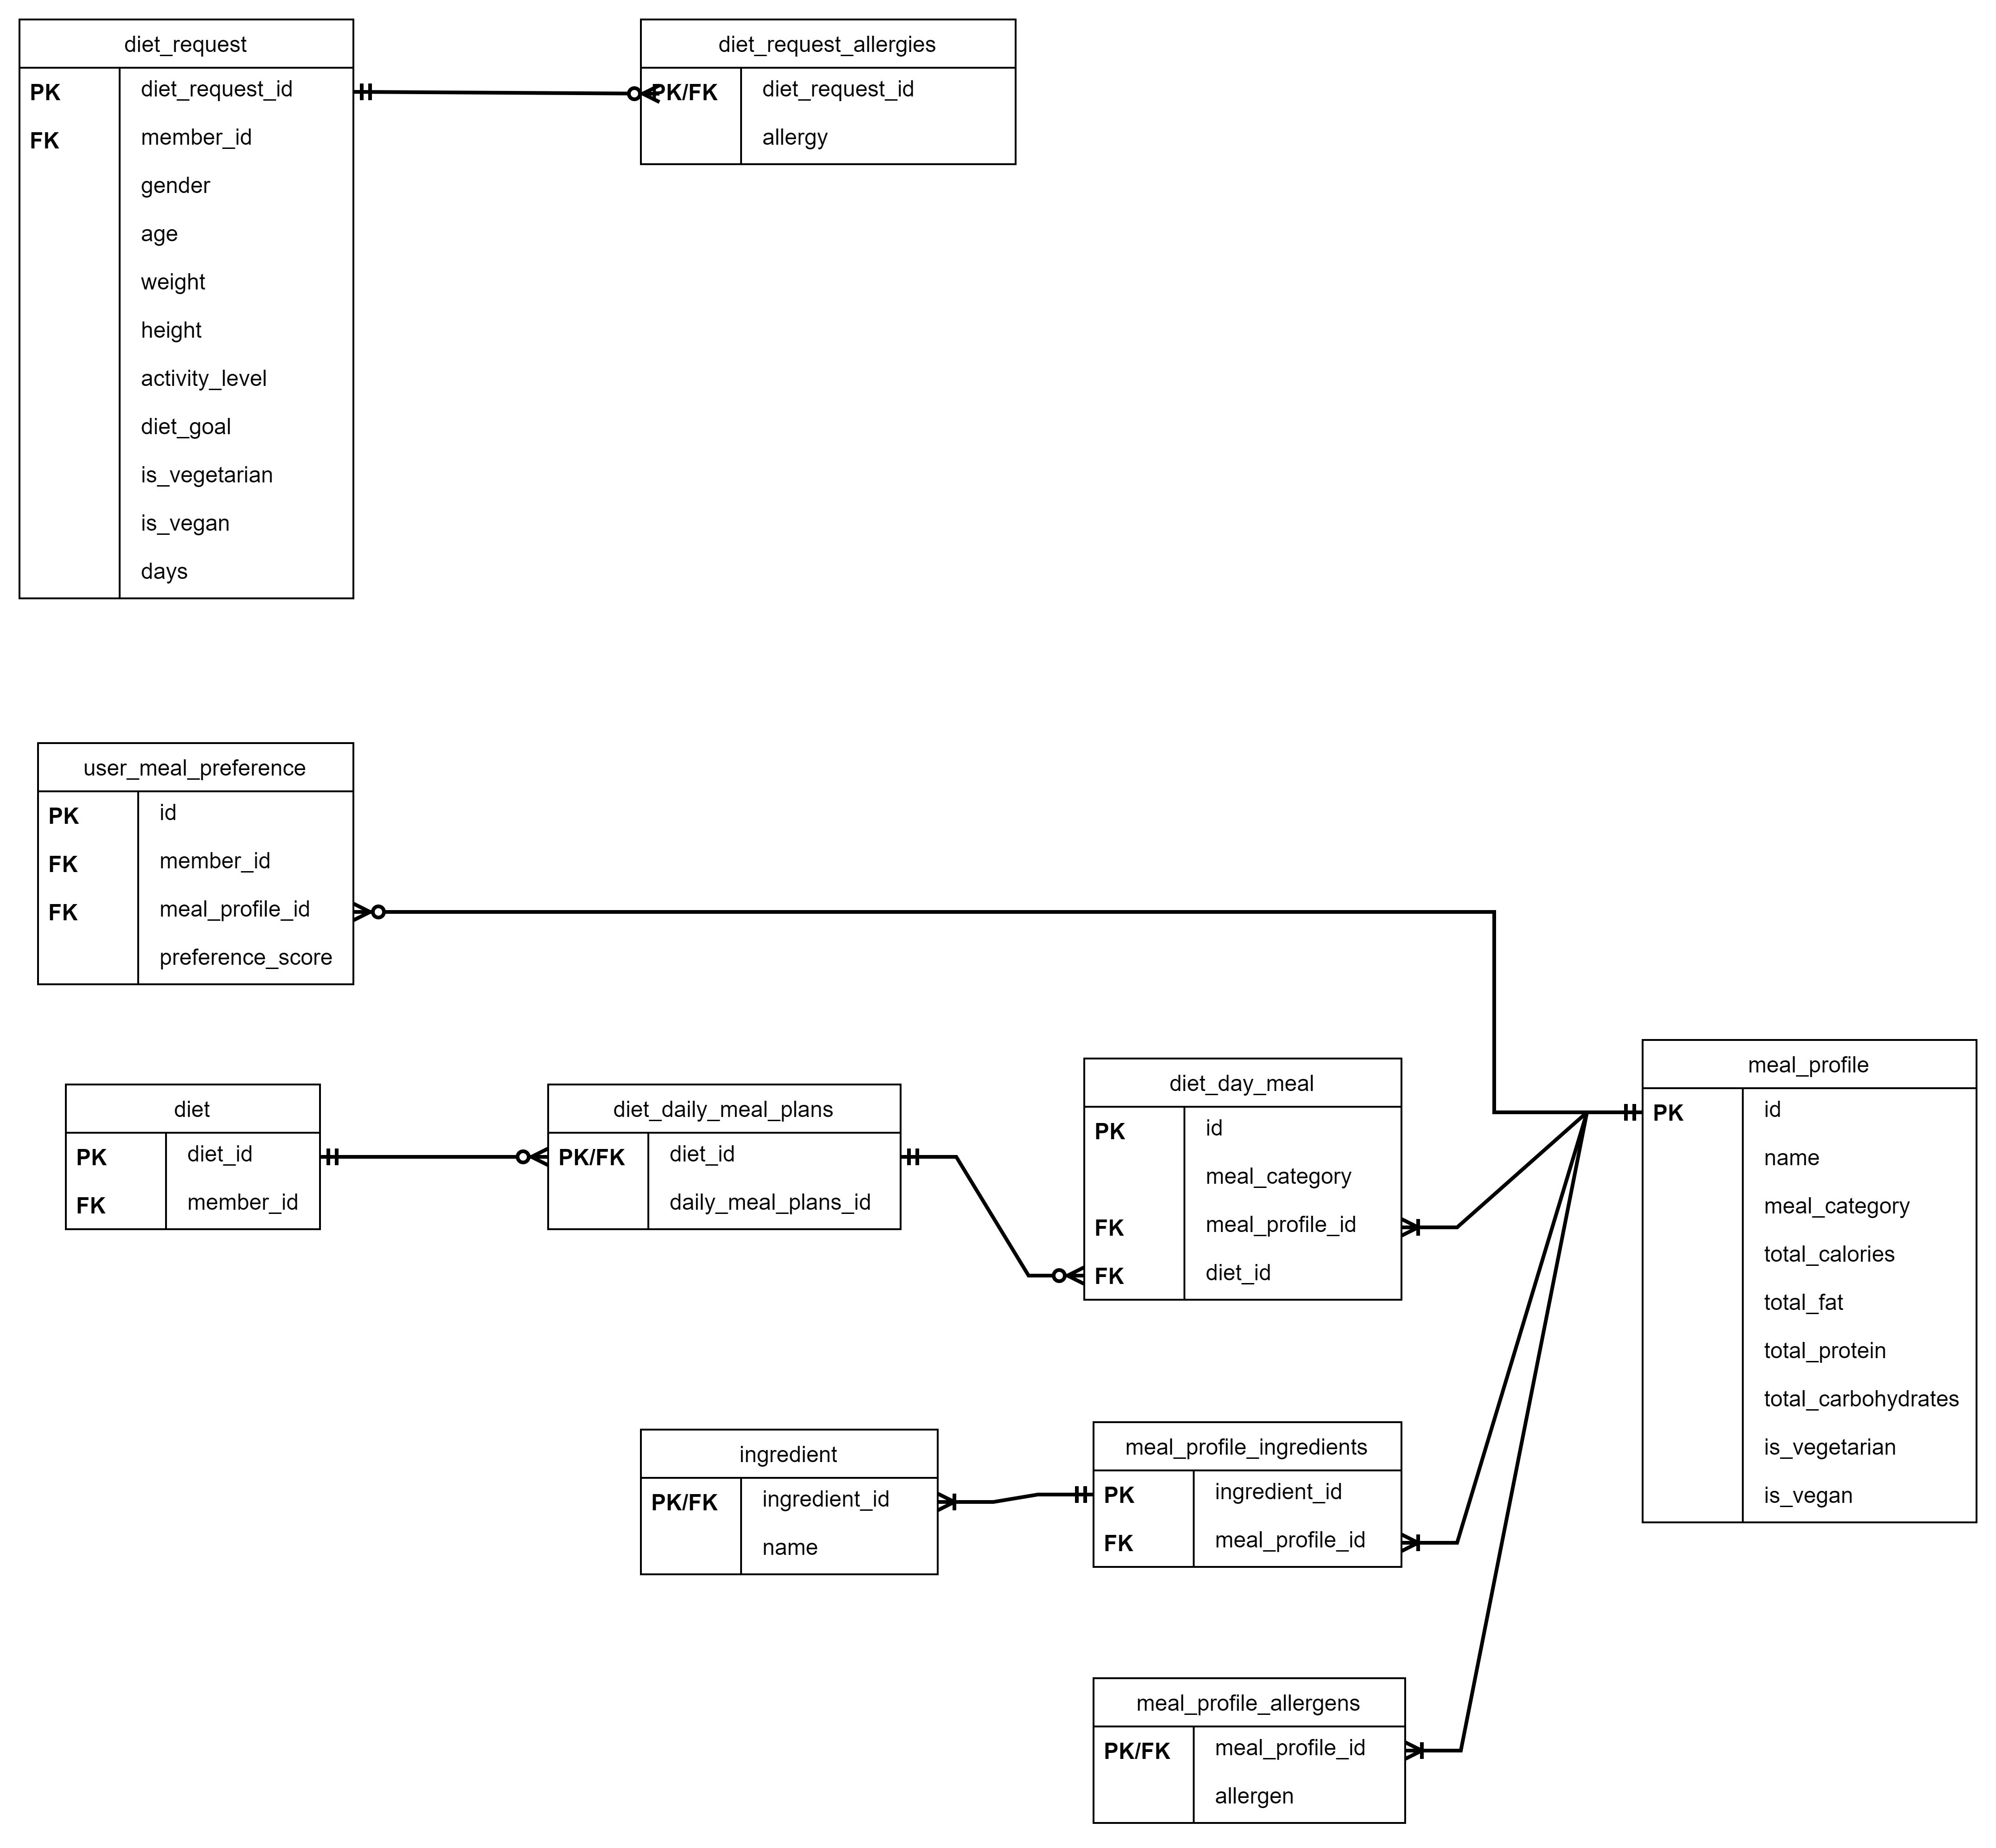 diet_request
PK diet_request_id
FK member_id
gender
age
weight
height
activity_level
diet_goal
is_vegetarian
is_vegan
days
diet_request_allergies
PK/FK diet_request_id
allergy
user_meal_preference
PK id
FK member_id
FK meal_profile_id
preference_score
diet
PK diet_id
FK member_id
diet_daily_meal_plans
PK/FK diet_id
daily_meal_plans_id
diet_day_meal
PK id
meal_category
FK meal_profile_id
FK diet_id
meal_profile
PK id
name
meal_category
total_calories
total_fat
total_protein
total_carbohydrates
is_vegetarian
is_vegan
ingredient
PK/FK ingredient_id
name
meal_profile_ingredients
PK ingredient_id
FK meal_profile_id
meal_profile_allergens
PK/FK meal_profile_id
allergen